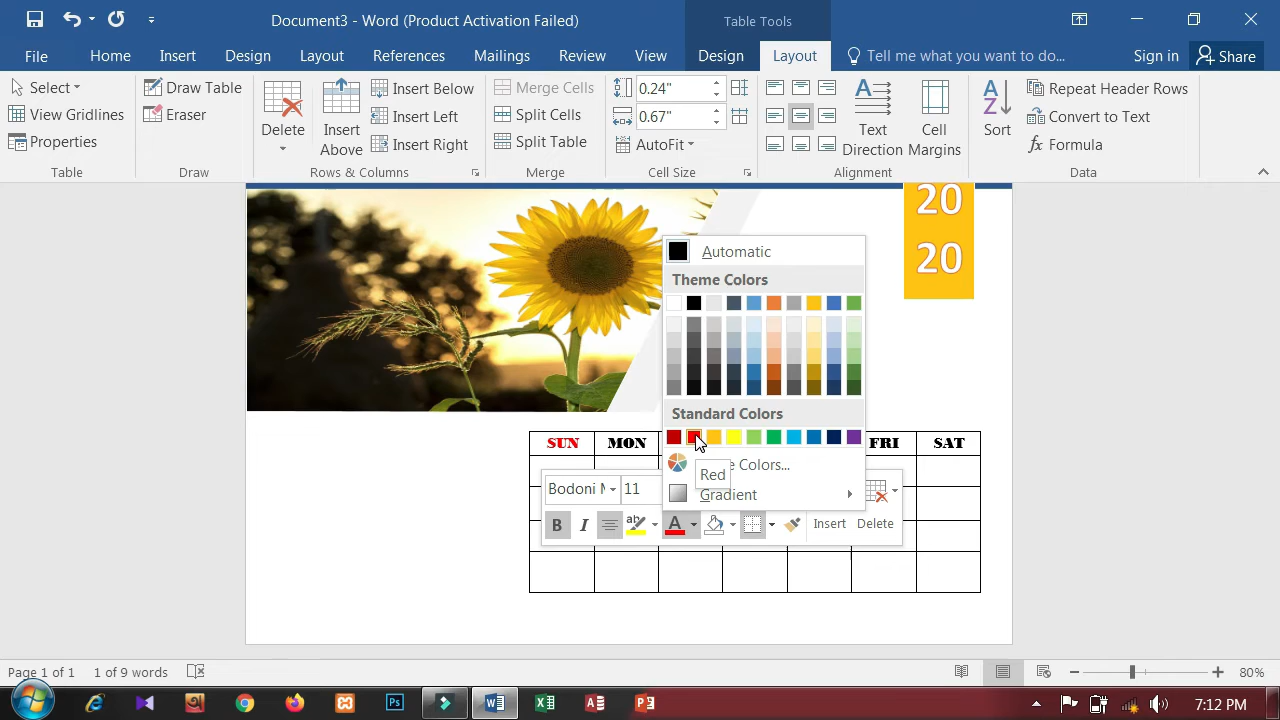 Document3 - Word (Product Activation Failed)
Table Tools
File
Home
Insert
Design
Layout
References
Mailings
Review
View
Design
Layout
Tell me what you want to do...
Sign in
Share
Select
View Gridlines
Properties
Table
Draw Table
Eraser
Draw
Delete
Insert
Above
Insert Below
Insert Left
Insert Right
Rows & Columns
Merge Cells
Split Cells
Split Table
Merge
0.24"
0.67"
AutoFit
Cell Size
Text
Direction
Cell
Margins
Alignment
A
Z
Sort
Repeat Header Rows
Convert to Text
fx Formula
Data
20
20
Automatic
Theme Colors
Standard Colors
e Colors...
Red
Gradient
SUN
MON
FRI
SAT
Bodoni M
11
B
I
ab
A
Insert
Delete
Page 1 of 1
1 of 9 words
80%
Ps
7:12 PM